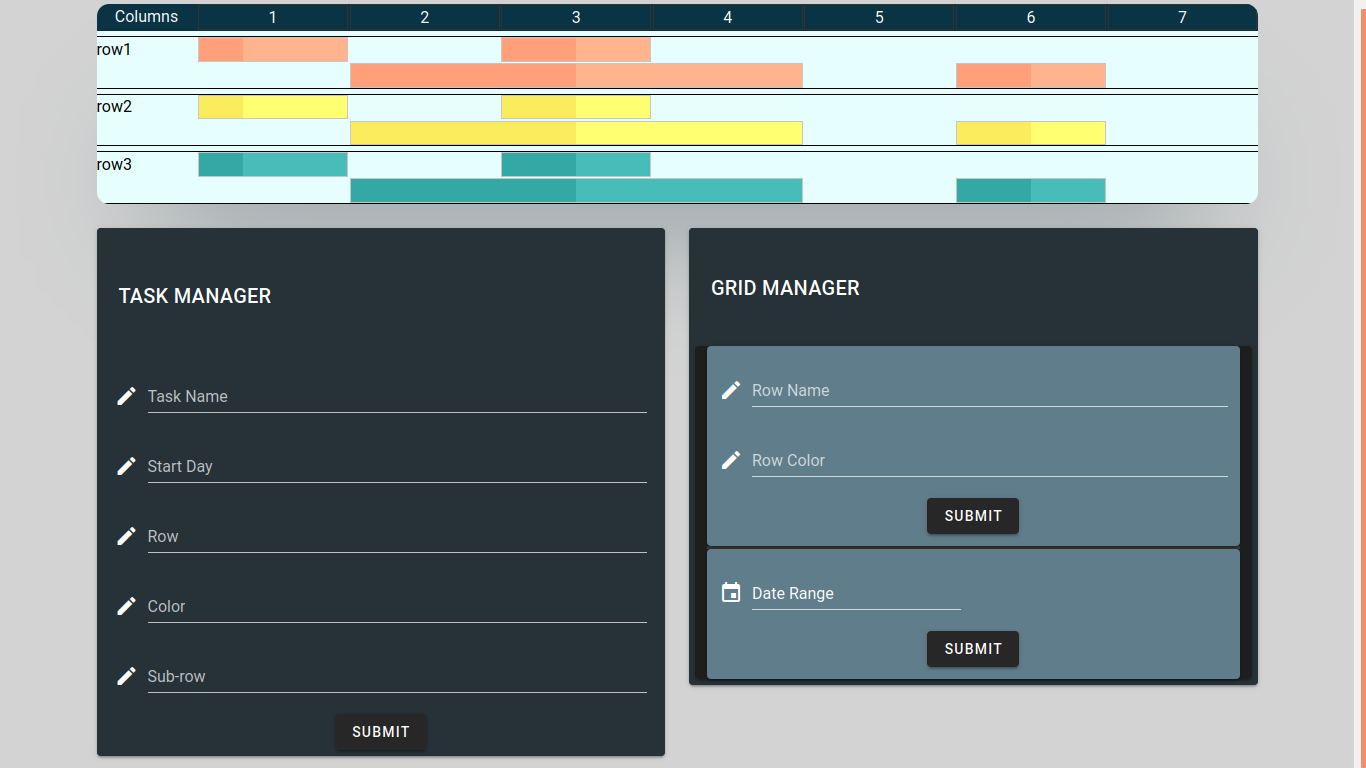 Columns 1 2 3 4 5 6 7
row1
row2
row3
TASK MANAGER
Task Name
Start Day
Row
Color
Sub-row
SUBMIT
GRID MANAGER
Row Name
Row Color
SUBMIT
Date Range
SUBMIT